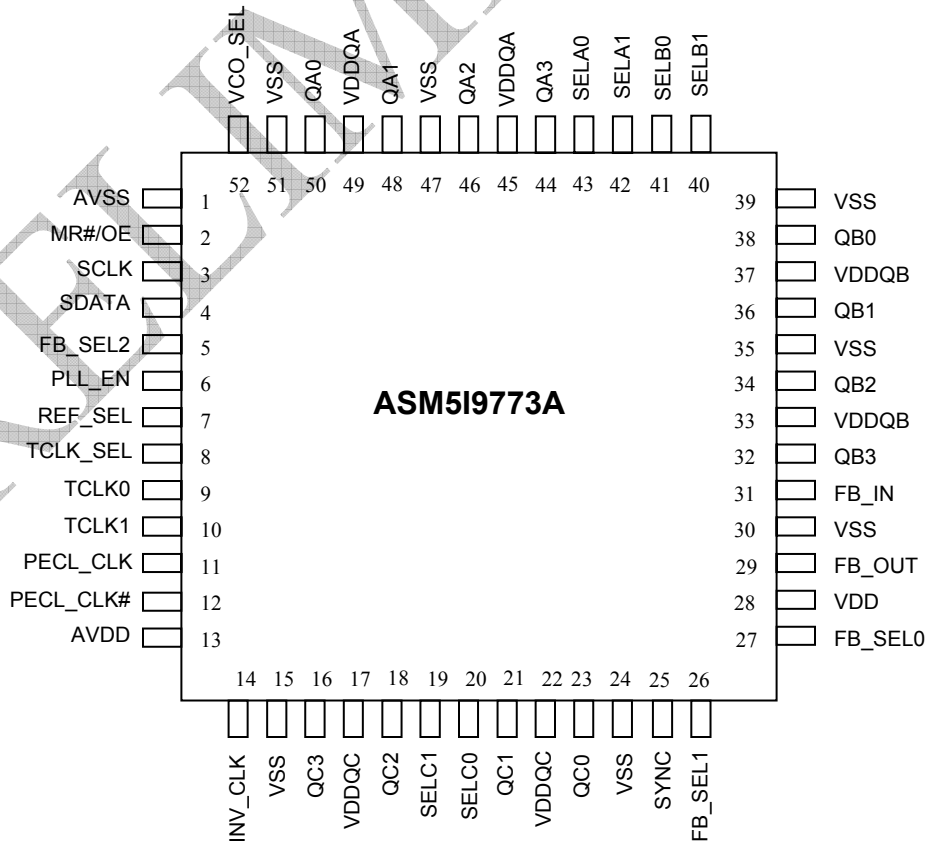 VCO_SEL
VSS
QA0
VDDQA
QA1
VSS
QA2
VDDQA
QA3
SELA0
SELA1
SELB0
SELB1
52 51 50 49 48 47 46 45 44 43 42 41 40
AVSS 1 39 VSS
MR#/OE 2 38 QB0
SCLK 3 37 VDDQB
SDATA 4 36 QB1
FB_SEL2 5 35 VSS
PLL_EN 6 34 QB2
REF_SEL 7 33 VDDQB
TCLK_SEL 8 32 QB3
TCLK0 9 31 FB_IN
TCLK1 10 30 VSS
PECL_CLK 11 29 FB_OUT
PECL_CLK# 12 28 VDD
AVDD 13 27 FB_SEL0
ASM5I9773A
14 15 16 17 18 19 20 21 22 23 24 25 26
INV_CLK
VSS
QC3
VDDQC
QC2
SELC1
SELC0
QC1
VDDQC
QC0
VSS
SYNC
FB_SEL1